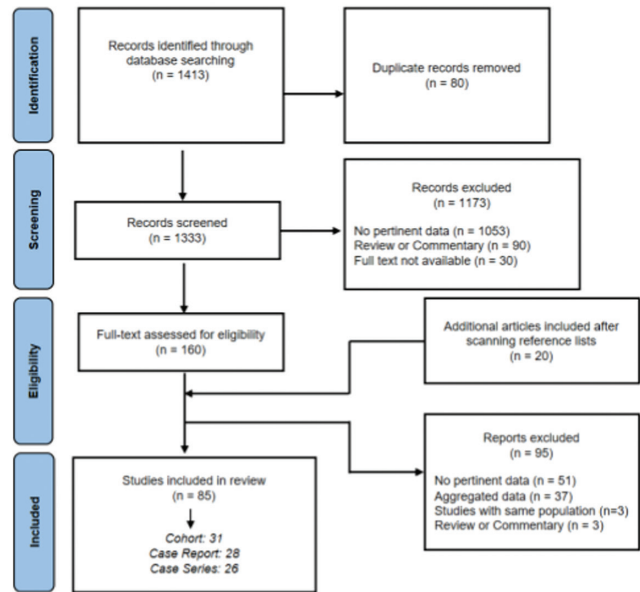 Identification
Records identified through
database searching
(n = 1413)
Duplicate records removed
(n = 80)
Screening
Records screened
(n = 1333)
Records excluded
(n = 1173)
No pertinent data (n = 1053)
Review or Commentary (n = 90)
Full text not available (n = 30)
Eligibility
Full-text assessed for eligibility
(n = 160)
Additional articles included after
scanning reference lists
(n = 20)
Reports excluded
(n = 95)
No pertinent data (n = 51)
Aggregated data (n = 37)
Studies with same population (n=3)
Review or Commentary (n = 3)
Included
Studies included in review
(n = 85)
Cohort: 31
Case Report: 28
Case Series: 26